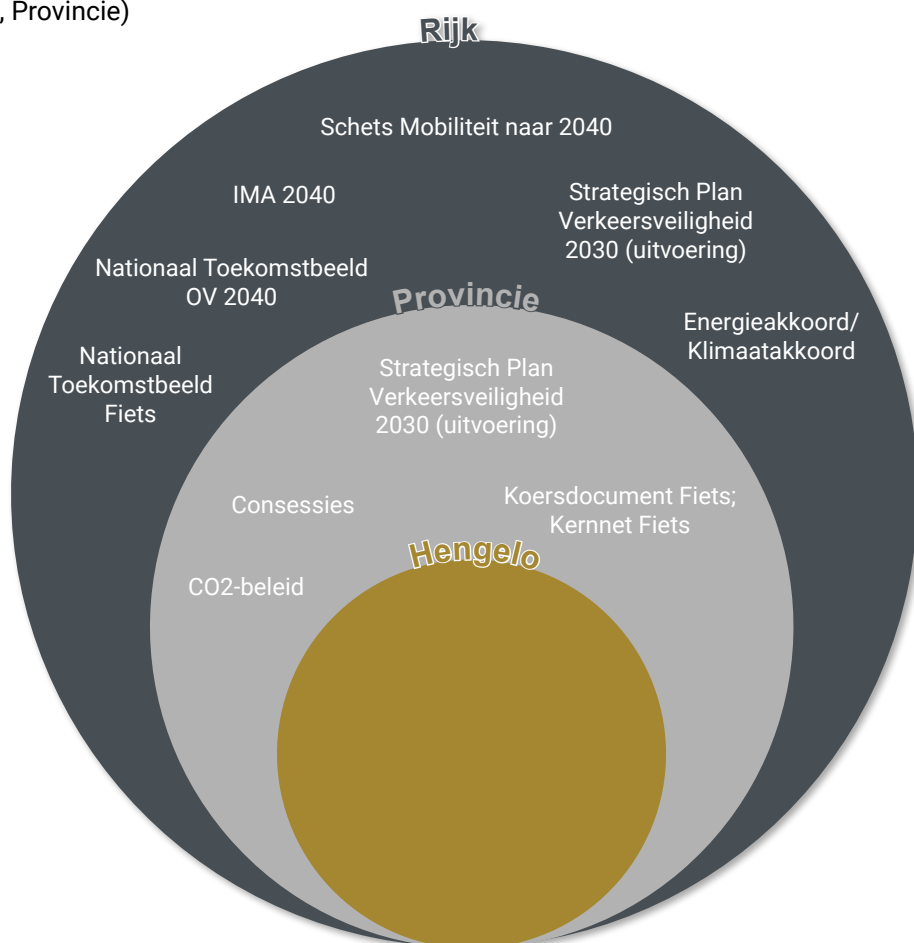 , Provincie)
Rijk
Schets Mobiliteit naar 2040
IMA 2040
Strategisch Plan
Verkeersveiligheid
2030 (uitvoering)
Nationaal Toekomstbeeld
OV 2040
Energieakkoord/
Klimaatakkoord
Nationaal
Toekomstbeeld
Fiets
Provincie
Strategisch Plan
Verkeersveiligheid
2030 (uitvoering)
Consessies
Koersdocument Fiets;
Kernnet Fiets
CO2-beleid
Hengelo